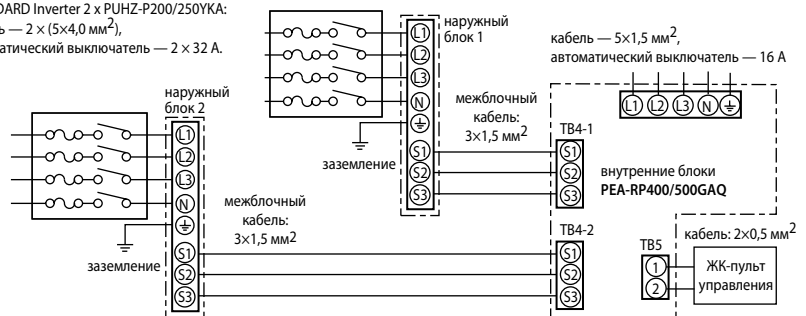 DARD Inverter 2 x PUHZ-P200/250YKA:
ь — 2 × (5×4,0 мм2),
матический выключатель — 2 × 32 А.
наружный
блок 1
L1
L2
L3
N
S1
S2
S3
заземление
межблочный
кабель:
3×1,5 мм2
кабель — 5×1,5 мм2,
автоматический выключатель — 16 А
L1 L2 L3 N
TB4-1
S1
S2
S3
внутренние блоки
PEA-RP400/500GAQ
наружный
блок 2
L1
L2
L3
N
S1
S2
S3
заземление
межблочный
кабель:
3×1,5 мм2
TB4-2
S1
S2
S3
TB5
1
2
кабель: 2×0,5 мм2
ЖК-пульт
управления